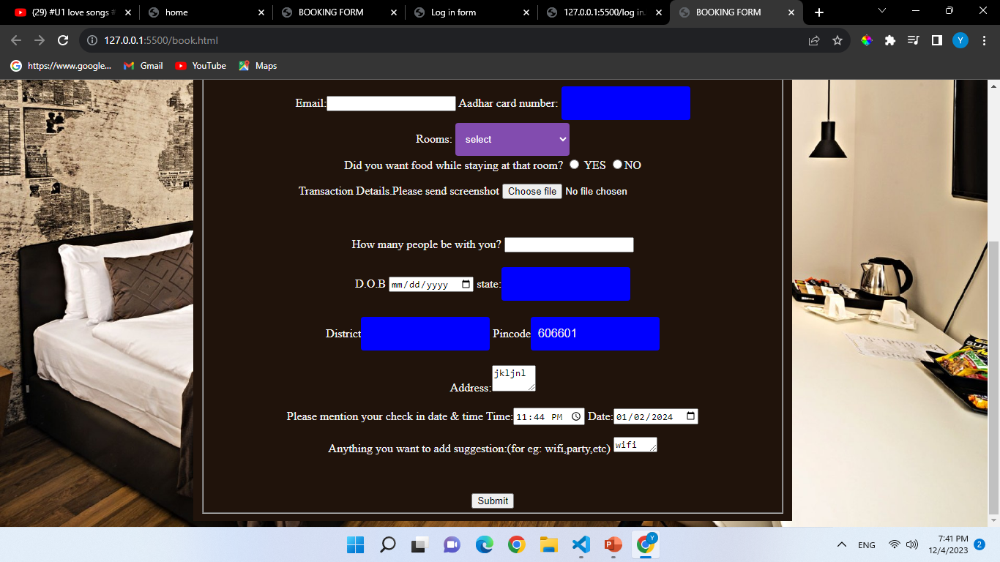 (29) #U1 love songs #
home
BOOKING FORM
Log in form
127.0.0.1:5500/log in.
BOOKING FORM
127.0.0.1:5500/book.html
Y
https://www.google...
Gmail
YouTube
Maps
Email:
Aadhar card number:
Rooms: select
Did you want food while staying at that room? YES NO
Transaction Details.Please send screenshot Choose file No file chosen
How many people be with you?
D.O.B mm/dd/yyyy state:
District Pincode 606601
Address: jkljnl
Please mention your check in date & time Time: 11:44 PM Date: 01/02/2024
Anything you want to add suggestion:(for eg: wifi,party,etc) wifi
Submit
ENG
7:41 PM
12/4/2023
2